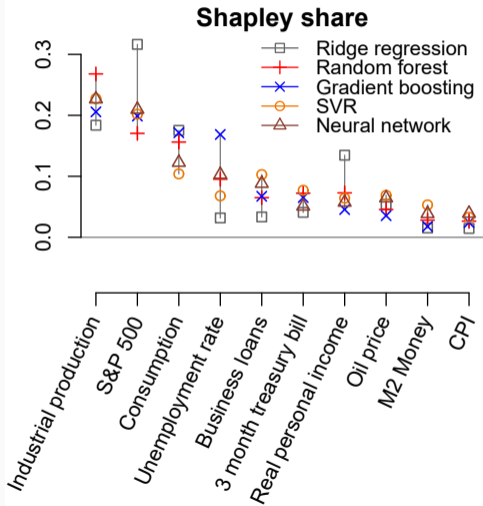 Shapley share
Ridge regression
Random forest
Gradient boosting
SVR
Neural network
0.3
0.2
0.1
0.0
Industrial production
S&P 500
Consumption
Unemployment rate
Business loans
3 month treasury bill
Real personal income
Oil price
M2 Money
CPI